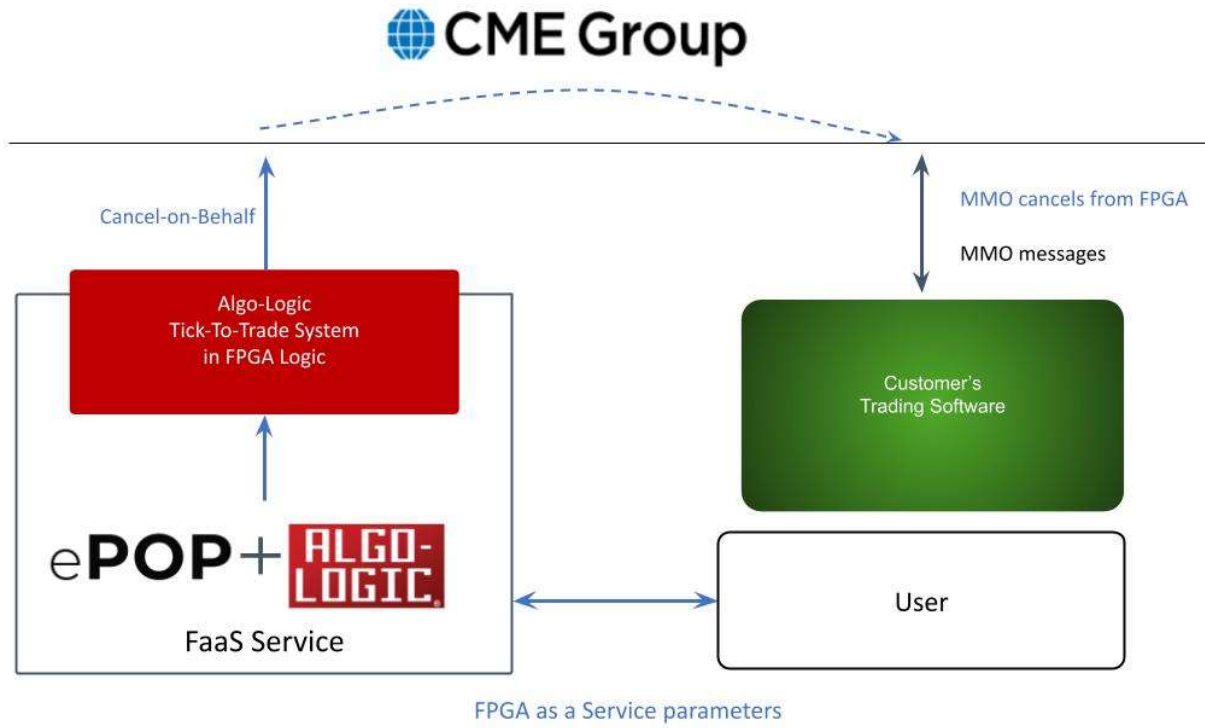 CME Group
Cancel-on-Behalf
MMO cancels from FPGA
MMO messages
Algo-Logic
Tick-To-Trade System
in FPGA Logic
Customer's
Trading Software
ePOP+
ALGO-
LOGIC®
FaaS Service
User
FPGA as a Service parameters